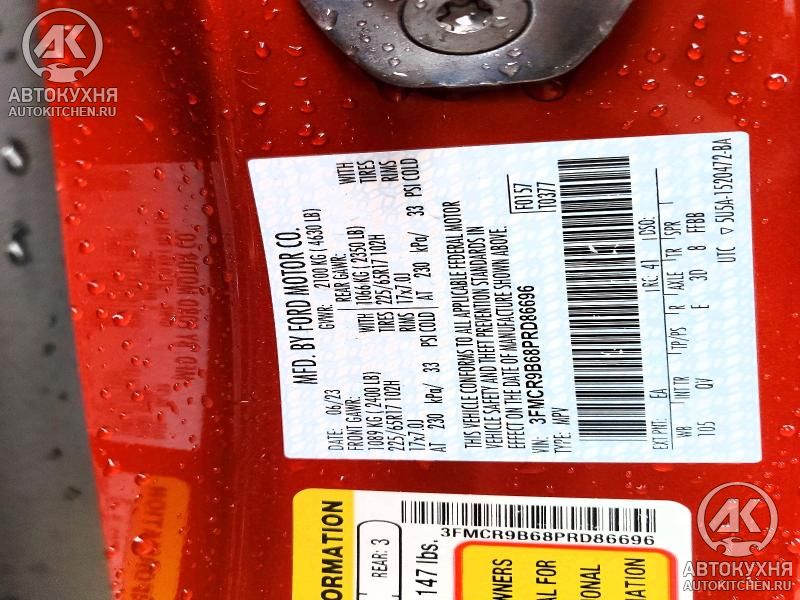 АВТОКУХНЯ
AUTOKITCHEN.RU
MFD. BY FORD MOTOR CO.
DATE: 06/23 GVWR: 2100 KG ( 4630 LB)
FRONT GAWR: REAR GAWR:
1089 KG ( 2400 LB) WITH 1066 KG ( 2350 LB) WITH
225/65R17 102H TIRES 225/65R17 102H TIRES
17x7.0J RIMS 17x7.0J RIMS
AT 230 kPa/ 33 PSI COLD AT 230 kPa/ 33 PSI COLD
THIS VEHICLE CONFORMS TO ALL APPLICABLE FEDERAL MOTOR
VEHICLE SAFETY AND THEFT PREVENTION STANDARDS IN
EFFECT ON THE DATE OF MANUFACTURE SHOWN ABOVE.
VIN: 3FMCR9B68PRD86696 F0157
TYPE: MPV T0377
EXT PNT: EA RC: 41 DSO:
WB INT TR TP/PS R AXLE TR SPR
105 OV E 30 8 FFBB
UTC 5U5A-1520472-BA
3FMCR9B68PRD86696
REAR: 3
147 lbs.
АВТОКУХНЯ
AUTOKITCHEN.RU